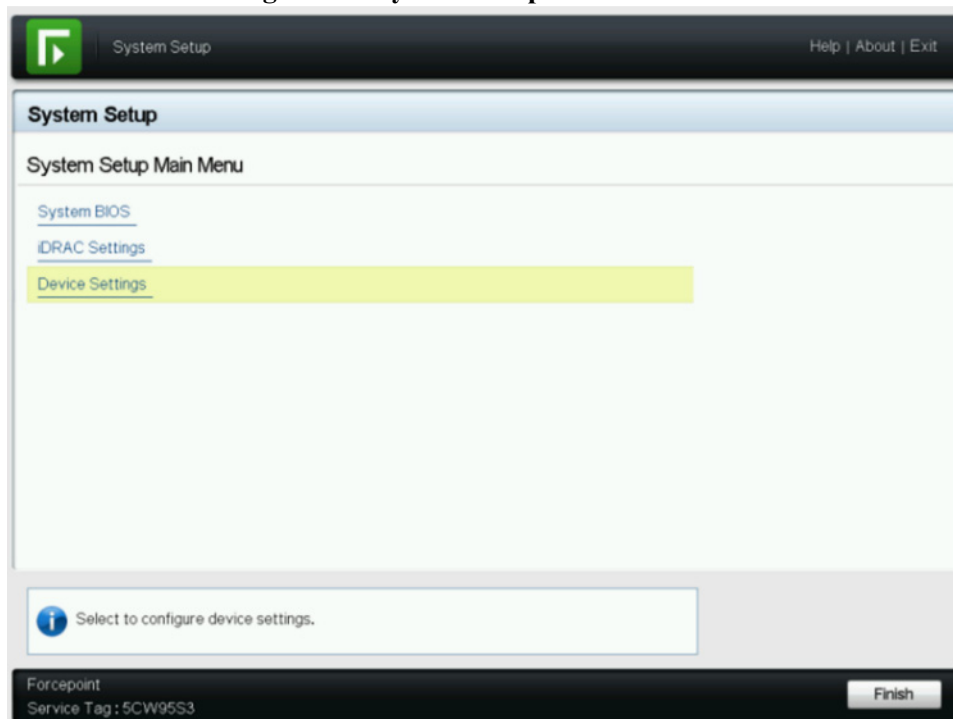 System Setup
Help | About | Exit
System Setup
System Setup Main Menu
System BIOS
iDRAC Settings
Device Settings
Select to configure device settings.
Forcepoint
Service Tag : 5CW95S3
Finish